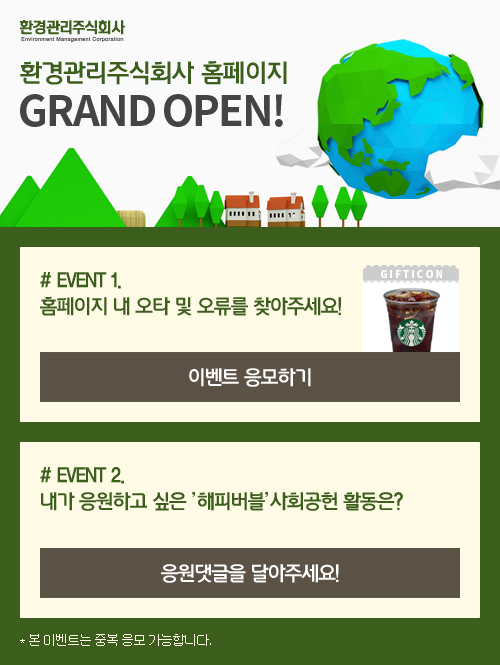 환경관리주식회사
Environment Management Corporation
환경관리주식회사 홈페이지
GRAND OPEN!
# EVENT 1.
홈페이지 내 오타 및 오류를 찾아주세요!
GIFTICON
이벤트 응모하기
# EVENT 2.
내가 응원하고 싶은 '해피버블'사회공헌 활동은?
응원댓글을 달아주세요!
* 본 이벤트는 중복 응모 가능합니다.